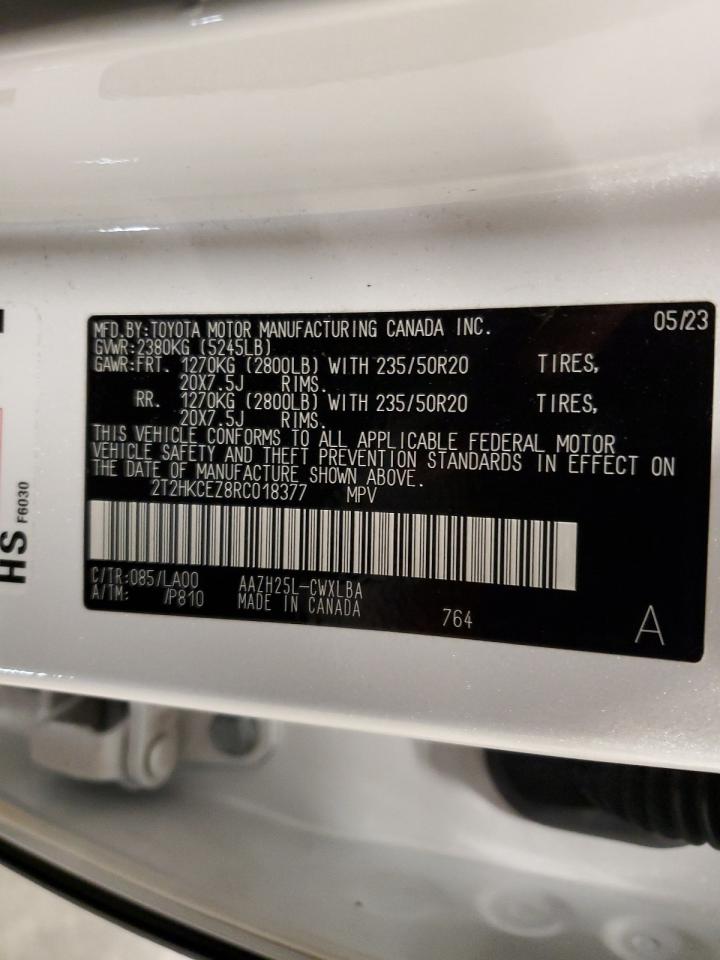 MFD.BY:TOYOTA MOTOR MANUFACTURING CANADA INC. 05/23
GVWR:2380KG (5245LB)
GAWR:FRT. 1270KG (2800LB) WITH 235/50R20 TIRES,
20X7.5J RIMS.
RR. 1270KG (2800LB) WITH 235/50R20 TIRES,
20X7.5J RIMS.
THIS VEHICLE CONFORMS TO ALL APPLICABLE FEDERAL MOTOR
VEHICLE SAFETY AND THEFT PREVENTION STANDARDS IN EFFECT ON
THE DATE OF MANUFACTURE SHOWN ABOVE.
2T2HKCEZ8RC018377 MPV
C/TR:085/LA00 AAZH25L-CWXLBA
A/TM: /P810 MADE IN CANADA 764 A
HS F6030